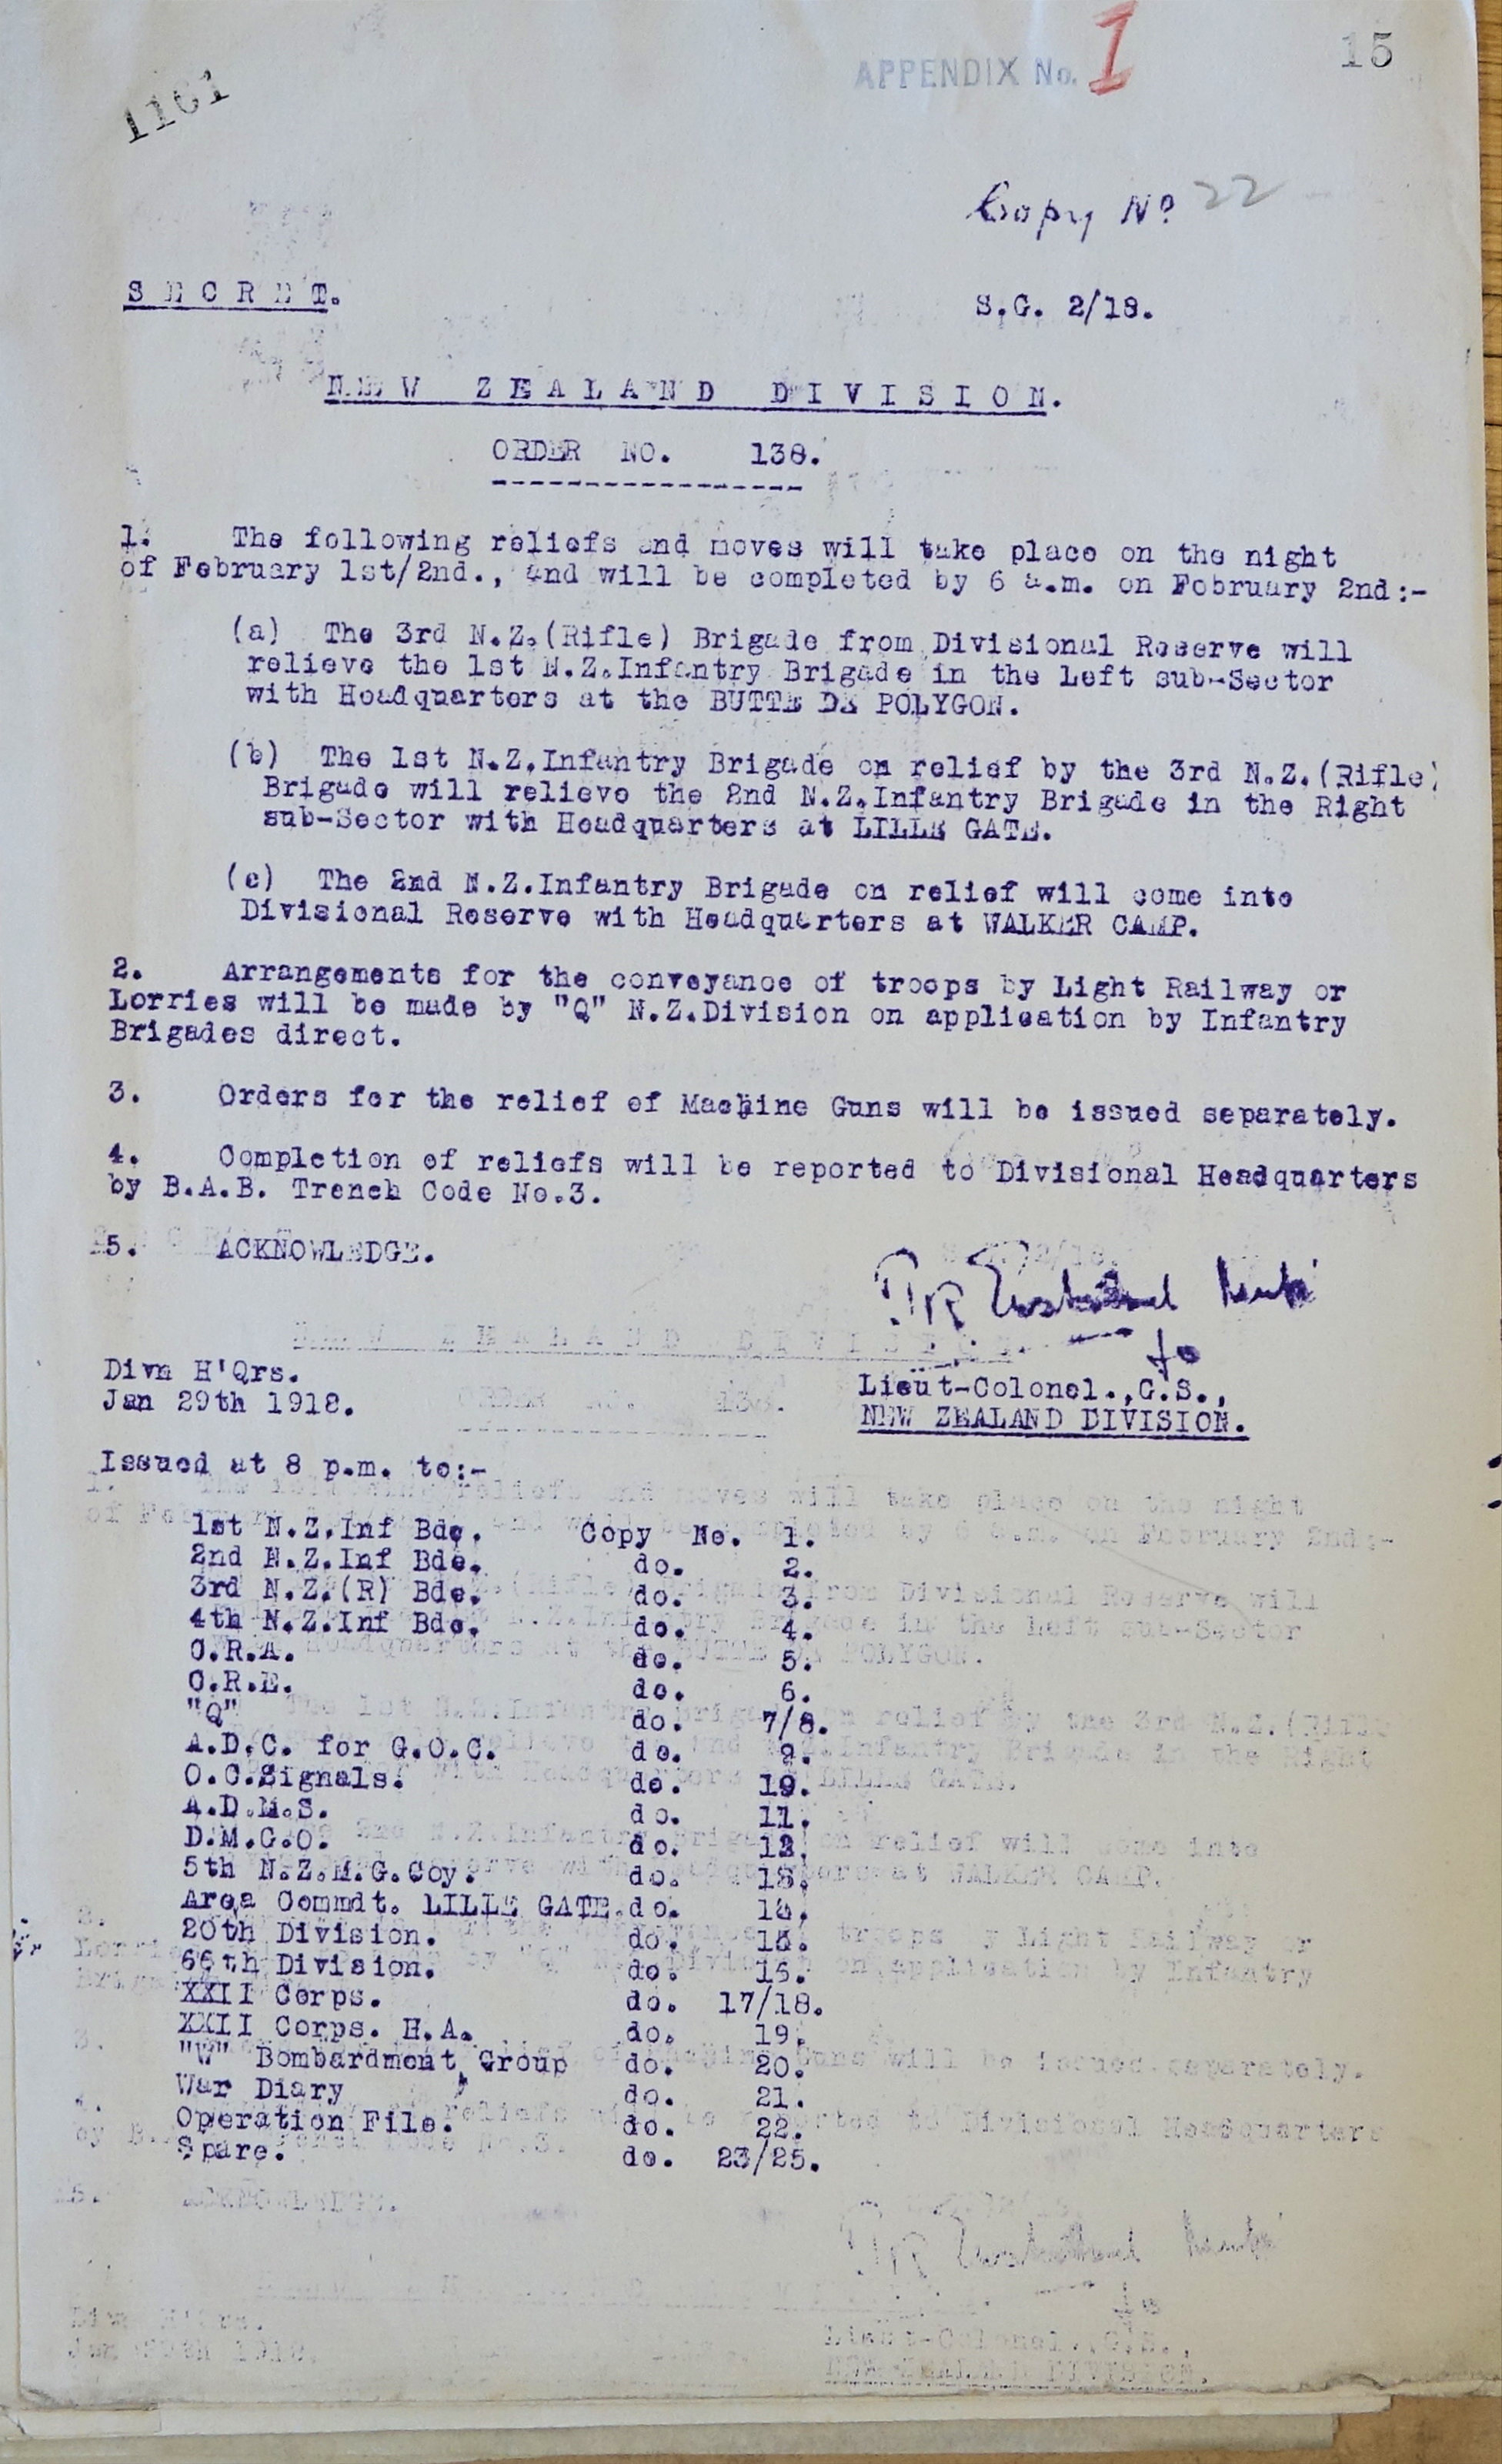 1161
APPENDIX No. 1
15
Copy No 22
SECRET.
S.G. 2/18.
NEW ZEALAND DIVISION.
ORDER NO. 138.
1. The following reliefs and moves will take place on the night
of February 1st/2nd., and will be completed by 6 a.m. on February 2nd:-
(a) The 3rd N.Z.(Rifle) Brigade from Divisional Reserve will
relieve the 1st N.Z.Infantry Brigade in the Left sub-Sector
with Headquarters at the BUTTE DE POLYGON.
(b) The 1st N.Z.Infantry Brigade on relief by the 3rd N.Z.(Rifle)
Brigade will relieve the 2nd N.Z.Infantry Brigade in the Right
sub-Sector with Headquarters at LILLE GATE.
(c) The 2nd N.Z.Infantry Brigade on relief will come into
Divisional Reserve with Headquarters at WALKER CAMP.
2. Arrangements for the conveyance of troops by Light Railway or
Lorries will be made by "Q" N.Z.Division on application by Infantry
Brigades direct.
3. Orders for the relief of Machine Guns will be issued separately.
4. Completion of reliefs will be reported to Divisional Headquarters
by B.A.B. Trench Code No.3.
5. ACKNOWLEDGE.
fo
Divn H'Qrs.
Jan 29th 1918.
Lieut-Colonel.,G.S.,
NEW ZEALAND DIVISION.
Issued at 8 p.m. to:-
1st N.Z.Inf Bde. Copy No. 1.
2nd N.Z.Inf Bde. do. 2.
3rd N.Z.(R) Bde. do. 3.
4th N.Z.Inf Bde. do. 4.
C.R.A. do. 5.
C.R.E. do. 6.
"Q" do. 7/8.
A.D.C. for G.O.C. do. 9.
O.C.Signals. do. 10.
A.D.M.S. do. 11.
D.M.G.O. do. 12.
5th N.Z.M.G.Coy. do. 13.
Area Commdt. LILLE GATE.do. 14.
20th Division. do. 15.
66th Division. do. 16.
XXII Corps. do. 17/18.
XXII Corps. H.A. do. 19.
"W" Bombardment Group do. 20.
War Diary do. 21.
Operation File. do. 22.
Spare. do. 23/25.